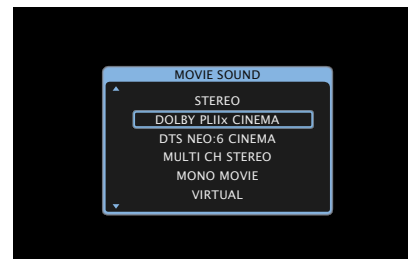 MOVIE SOUND
STEREO
DOLBY PLIIx CINEMA
DTS NEO:6 CINEMA
MULTI CH STEREO
MONO MOVIE
VIRTUAL